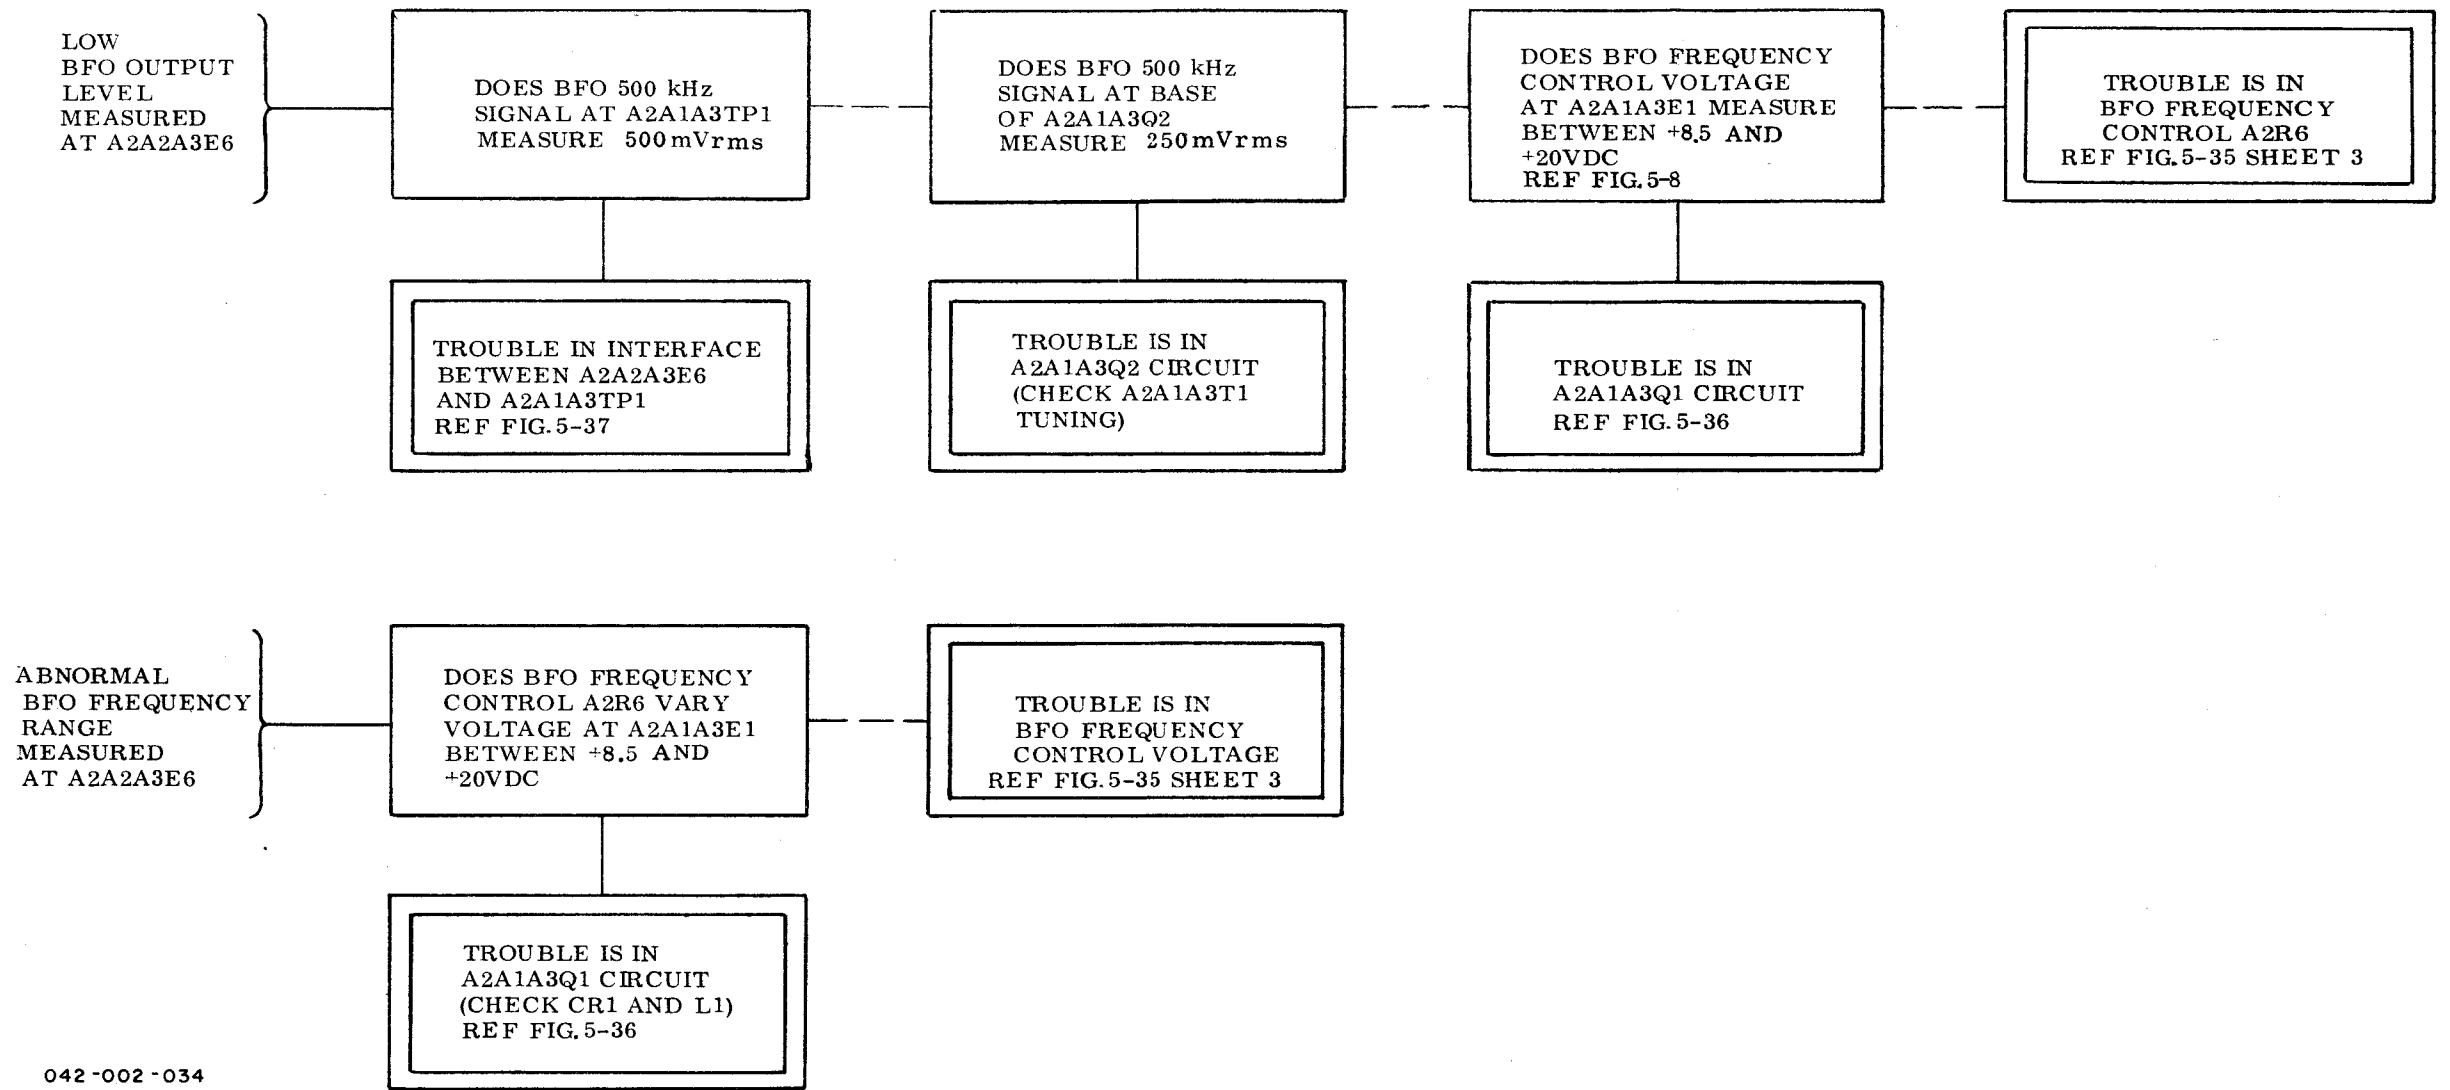 LOW
BFO OUTPUT
LEVEL
MEASURED
AT A2A2A3E6
DOES BFO 500 kHz
SIGNAL AT A2A1A3TP1
MEASURE 500mVrms
DOES BFO 500 kHz
SIGNAL AT BASE
OF A2A1A3Q2
MEASURE 250mVrms
DOES BFO FREQUENCY
CONTROL VOLTAGE
AT A2A1A3E1 MEASURE
BETWEEN +8.5 AND
+20VDC
REF FIG. 5-8
TROUBLE IS IN
BFO FREQUENCY
CONTROL A2R6
REF FIG. 5-35 SHEET 3
TROUBLE IN INTERFACE
BETWEEN A2A2A3E6
AND A2A1A3TP1
REF FIG. 5-37
TROUBLE IS IN
A2A1A3Q2 CIRCUIT
(CHECK A2A1A3T1
TUNING)
TROUBLE IS IN
A2A1A3Q1 CIRCUIT
REF FIG. 5-36
ABNORMAL
BFO FREQUENCY
RANGE
MEASURED
AT A2A2A3E6
DOES BFO FREQUENCY
CONTROL A2R6 VARY
VOLTAGE AT A2A1A3E1
BETWEEN +8.5 AND
+20VDC
TROUBLE IS IN
BFO FREQUENCY
CONTROL VOLTAGE
REF FIG. 5-35 SHEET 3
TROUBLE IS IN
A2A1A3Q1 CIRCUIT
(CHECK CR1 AND L1)
REF FIG. 5-36
042-002-034